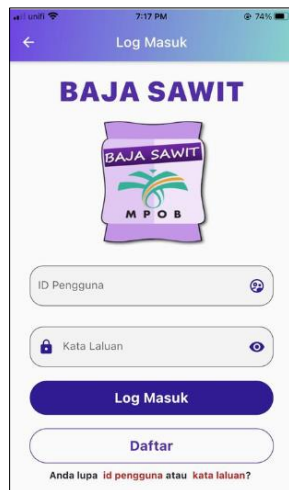 unifi 7:17 PM 74%
Log Masuk
BAJA SAWIT
BAJA SAWIT
MPOB
ID Pengguna
Kata Laluan
Log Masuk
Daftar
Anda lupa id pengguna atau kata laluan?